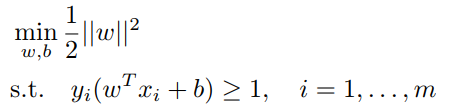 min_{w,b} 1/2 ||w||²
s.t. y_i(w^T x_i + b) ≥ 1, i = 1, . . . , m